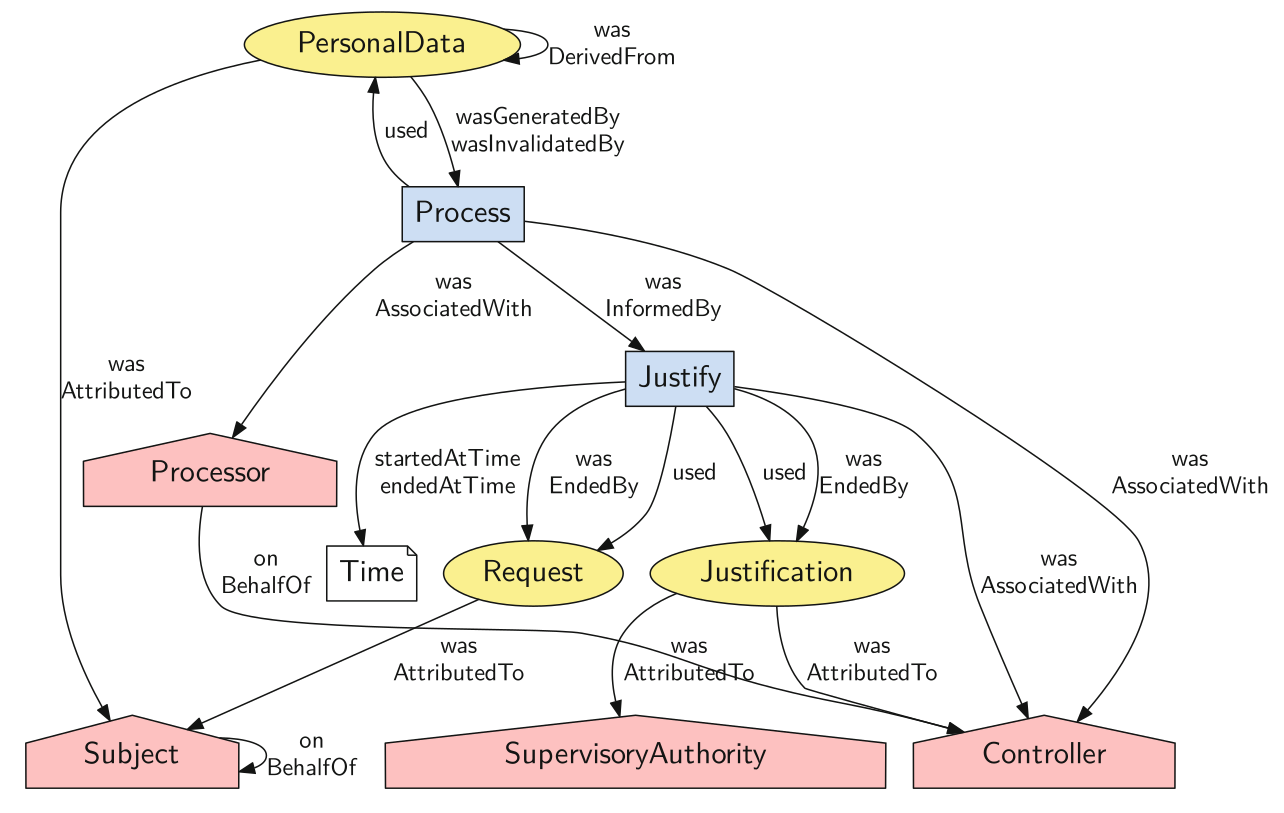 was
PersonalData
DerivedFrom
wasGeneratedBy
used
wasInvalidatedBy
Process
was
AssociatedWith
was
InformedBy
was
AttributedTo
Justify
Processor
startedAtTime
endedAtTime
was
EndedBy
used
used
was
EndedBy
was
AssociatedWith
on
BehalfOf
Time
Request
Justification
was
AssociatedWith
was
AttributedTo
was
AttributedTo
was
AttributedTo
Subject
on
BehalfOf
SupervisoryAuthority
Controller